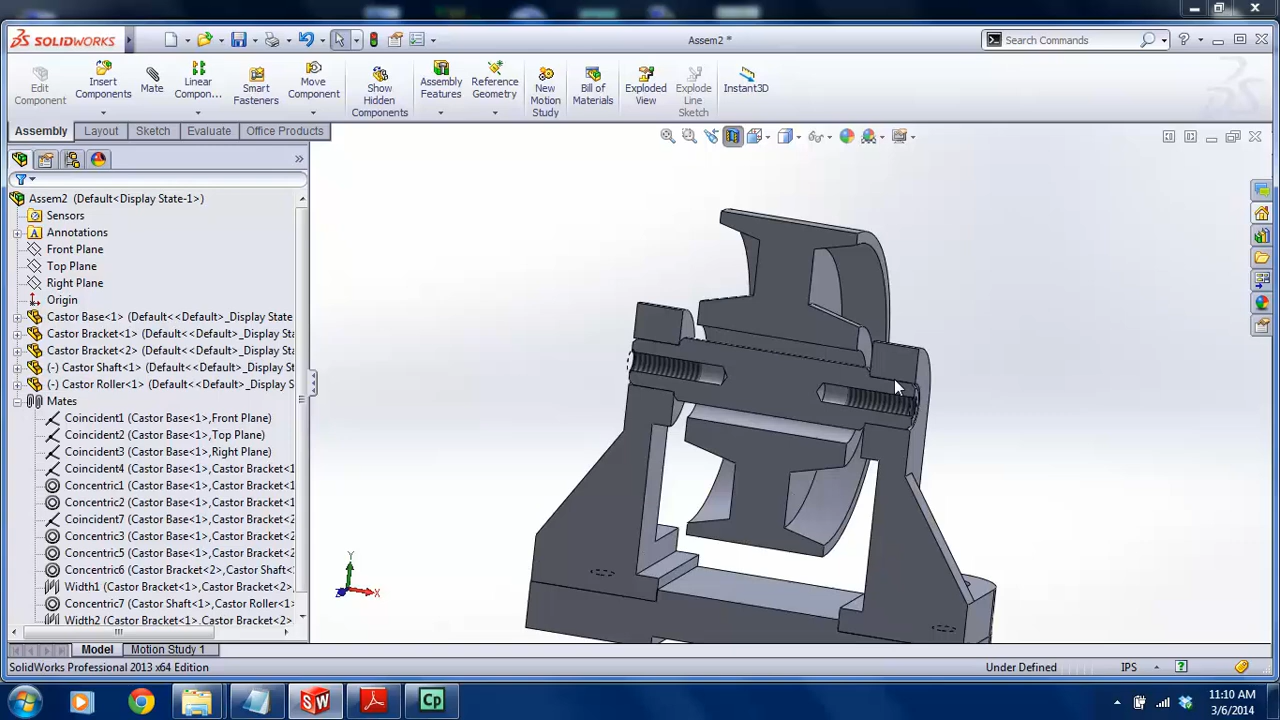 SOLIDWORKS
Assem2 *
Search Commands
Edit Component
Insert Components
Mate
Linear Compon...
Smart Fasteners
Move Component
Show Hidden Components
Assembly Features
Reference Geometry
New Motion Study
Bill of Materials
Exploded View
Explode Line Sketch
Instant3D
Assembly
Layout
Sketch
Evaluate
Office Products
Assem2 (Default<Display State-1>)
Sensors
Annotations
Front Plane
Top Plane
Right Plane
Origin
Castor Base<1> (Default<<Default>_Display State
Castor Bracket<1> (Default<<Default>_Display Sta
Castor Bracket<2> (Default<<Default>_Display Sta
(-) Castor Shaft<1> (Default<<Default>_Display S
(-) Castor Roller<1> (Default<<Default>_Display S
Mates
Coincident1 (Castor Base<1>,Front Plane)
Coincident2 (Castor Base<1>,Top Plane)
Coincident3 (Castor Base<1>,Right Plane)
Coincident4 (Castor Base<1>,Castor Bracket<1
Concentric1 (Castor Base<1>,Castor Bracket<1
Concentric2 (Castor Base<1>,Castor Bracket<1
Coincident7 (Castor Base<1>,Castor Bracket<2
Concentric3 (Castor Base<1>,Castor Bracket<2
Concentric5 (Castor Base<1>,Castor Bracket<2
Concentric6 (Castor Bracket<2>,Castor Shaft<1
Width1 (Castor Bracket<1>,Castor Bracket<2>
Concentric7 (Castor Shaft<1>,Castor Roller<1>
Width2 (Castor Bracket<1>,Castor Bracket<2>
Y
X
Z
Model
Motion Study 1
SolidWorks Professional 2013 x64 Edition
Under Defined
IPS
SW
Cp
11:10 AM
3/6/2014